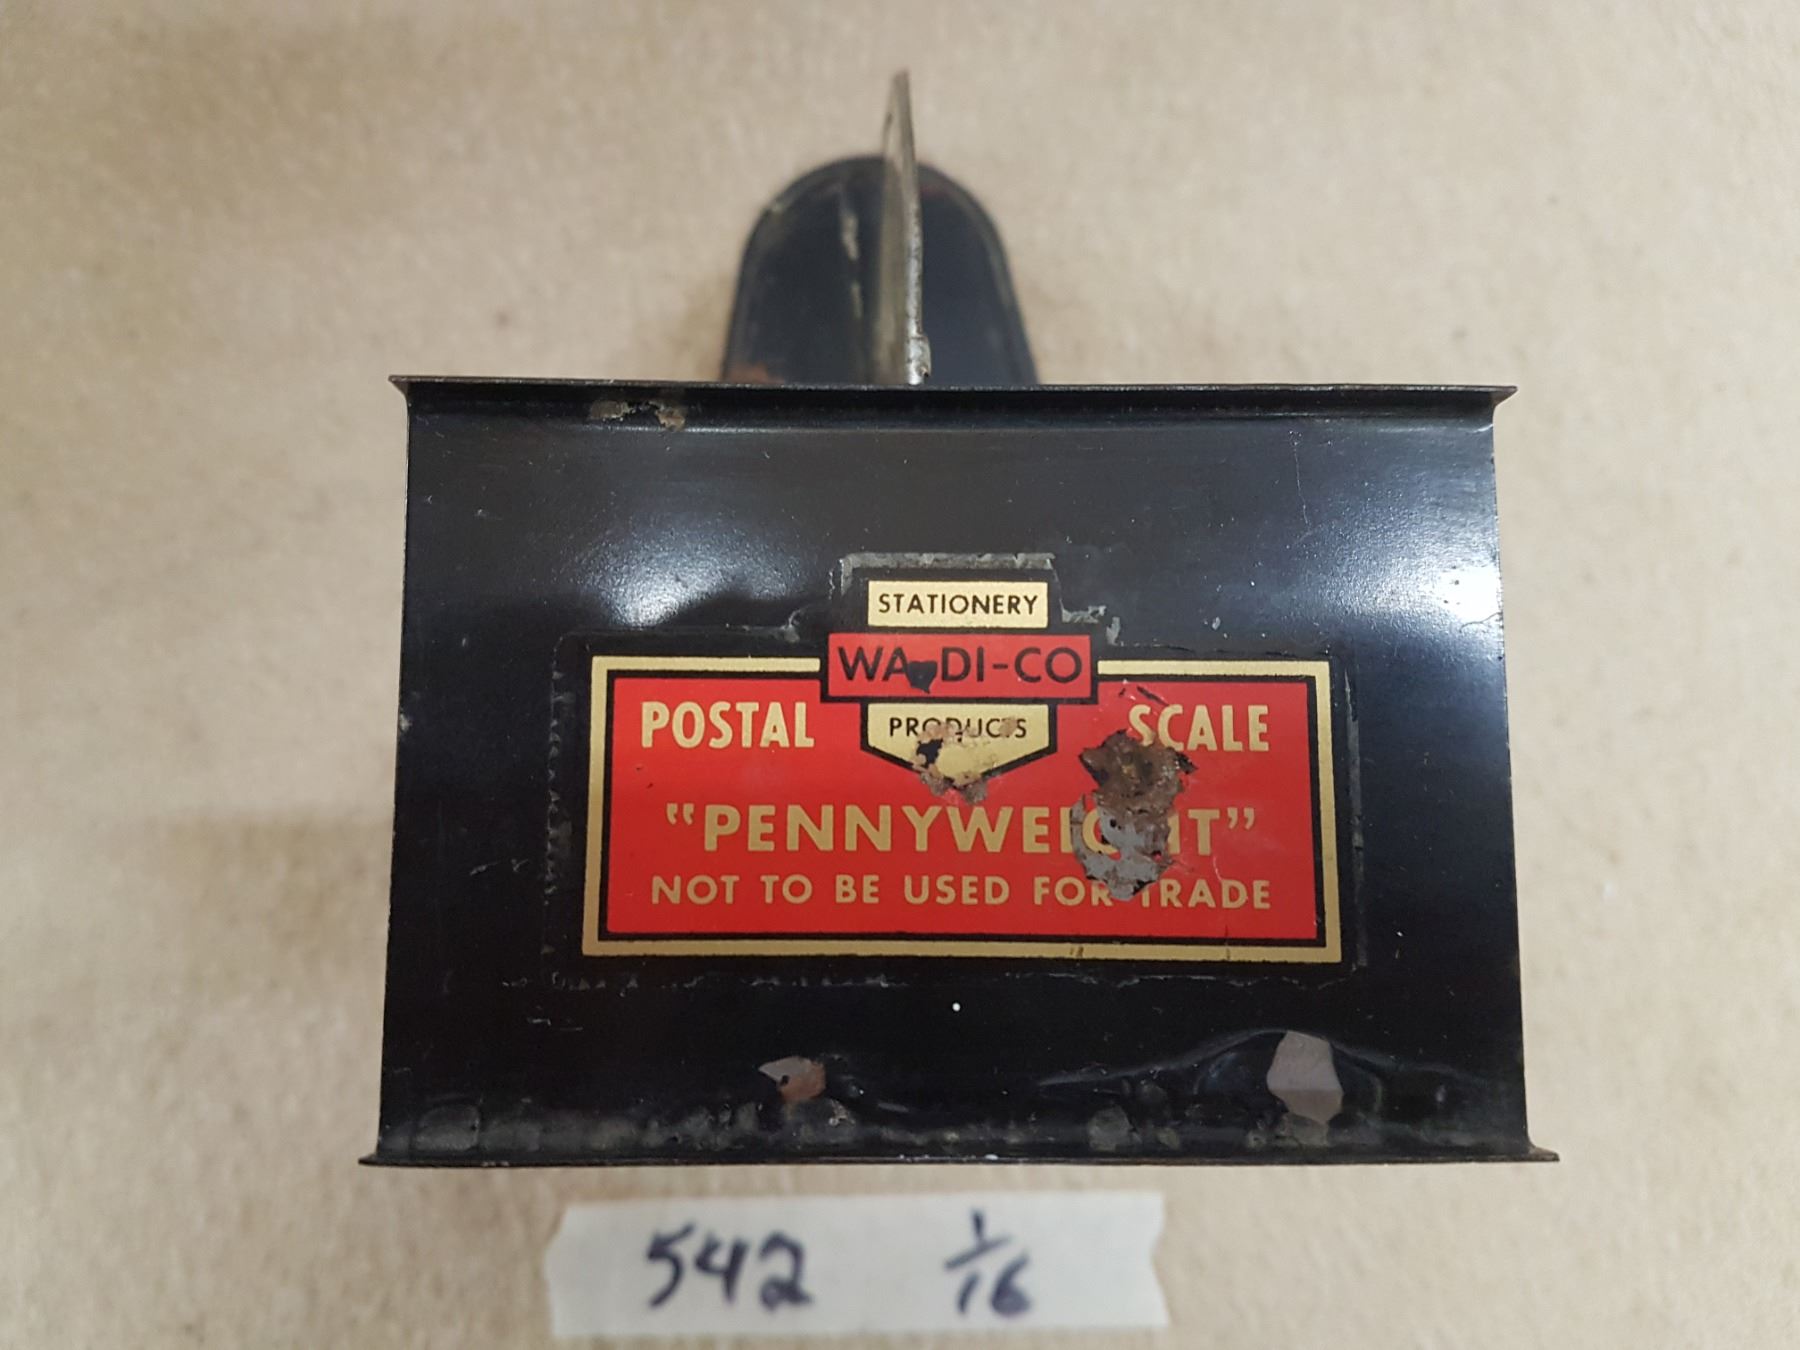 STATIONERY
WA-DI-CO
PRODUCTS
POSTAL SCALE
"PENNYWEIGHT"
NOT TO BE USED FOR TRADE
542 1/16